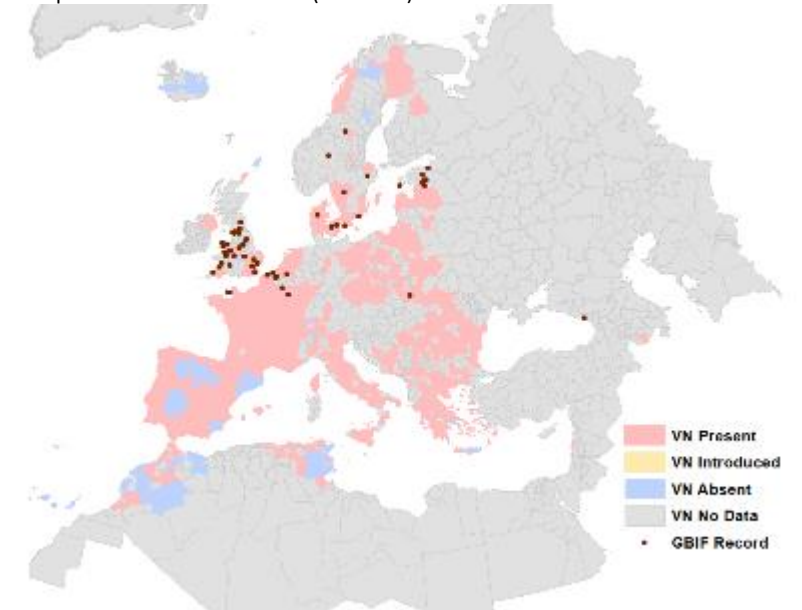 VN Present
VN Introduced
VN Absent
VN No Data
GBIF Record